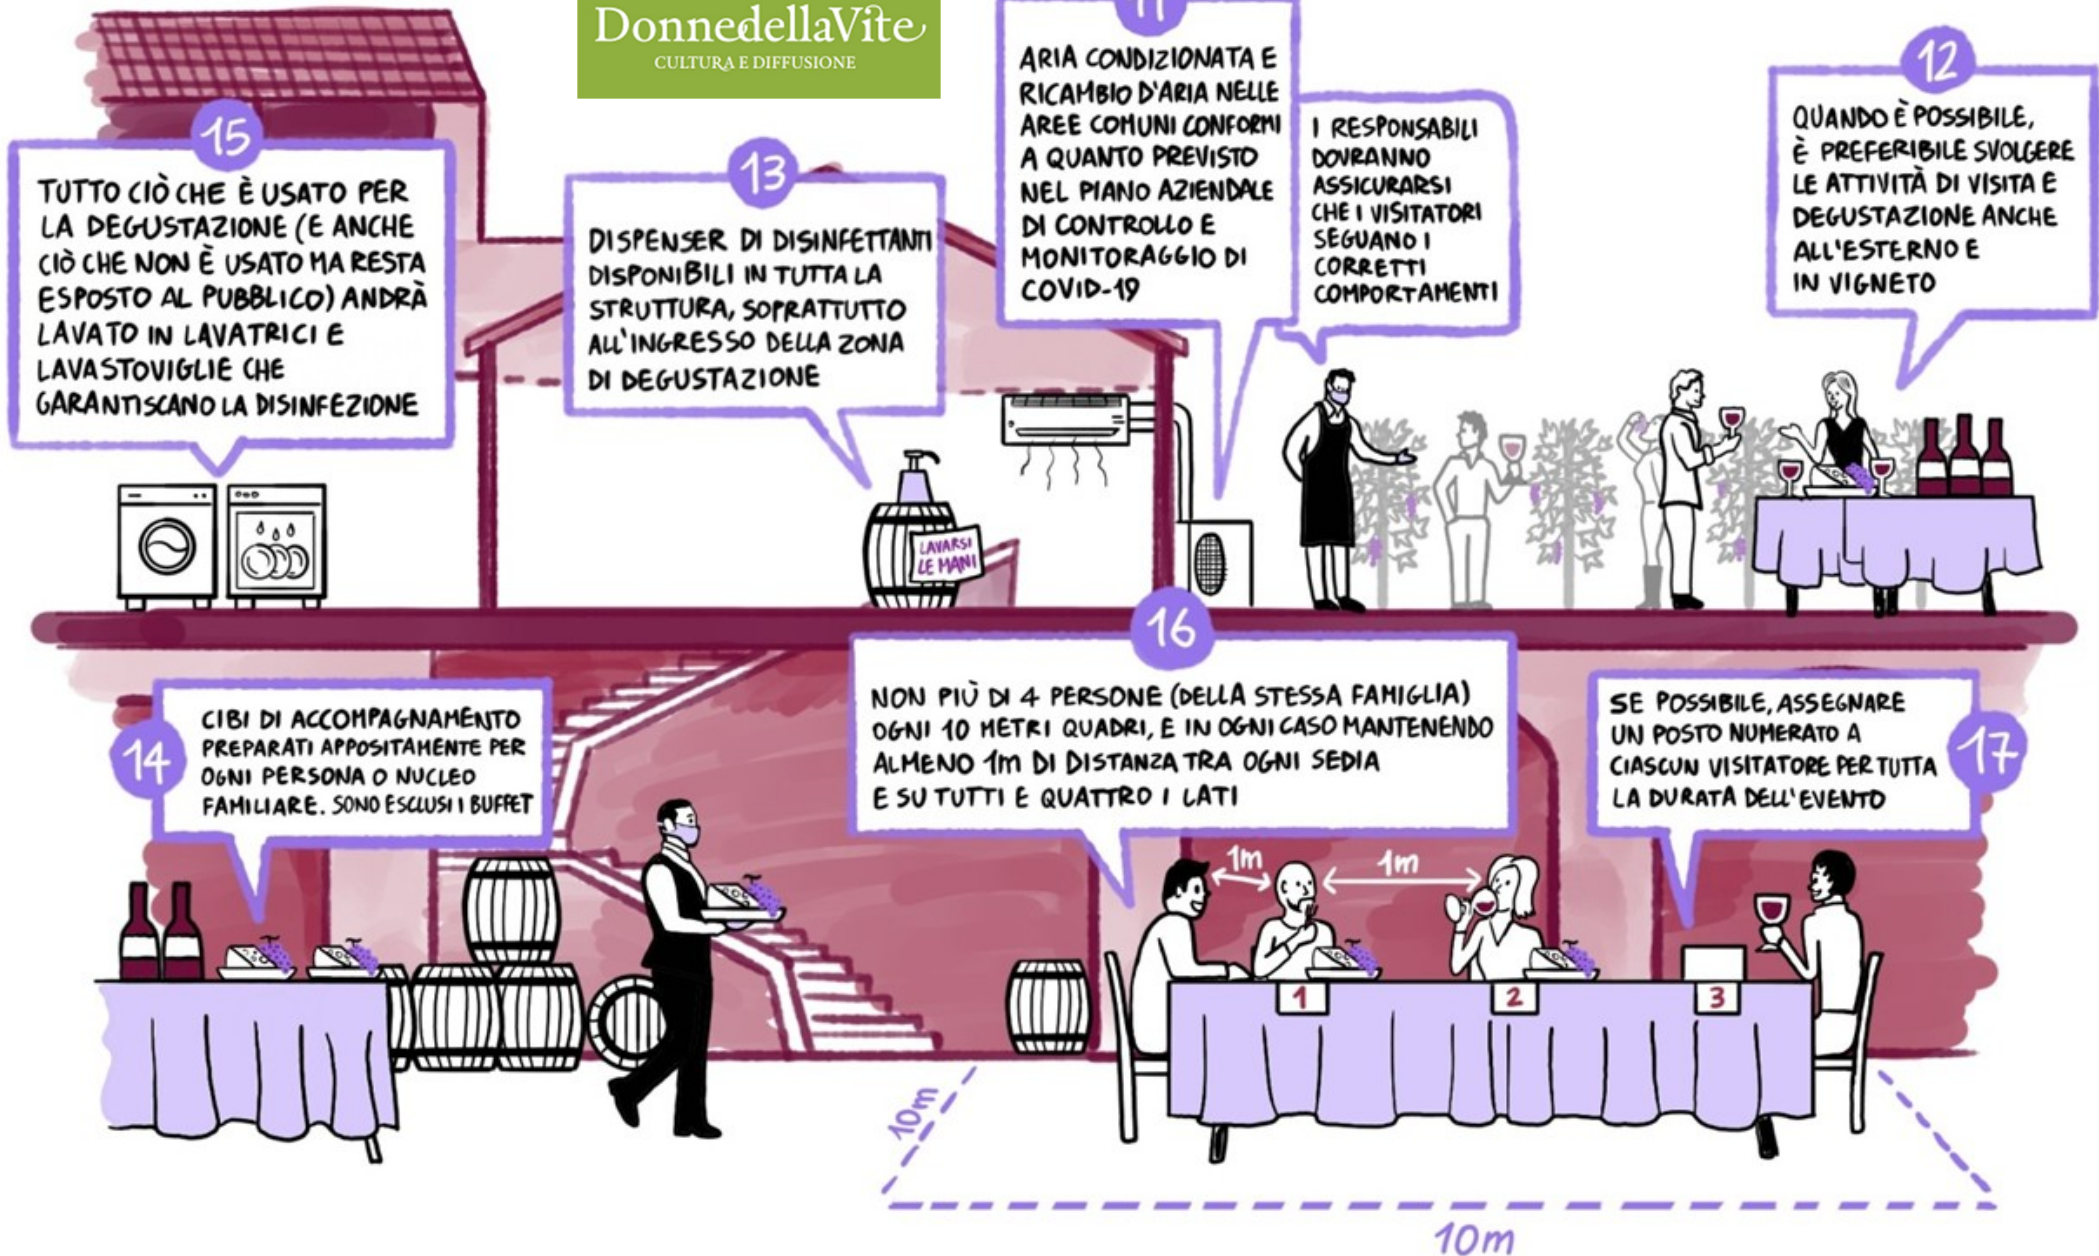 DonnedellaVite
CULTURA E DIFFUSIONE
11
ARIA CONDIZIONATA E
RICAMBIO D'ARIA NELLE
AREE COMUNI CONFORMI
A QUANTO PREVISTO
NEL PIANO AZIENDALE
DI CONTROLLO E
MONITORAGGIO DI
COVID-19
I RESPONSABILI
DOVRANNO
ASSICURARSI
CHE I VISITATORI
SEGUANO I
CORRETTI
COMPORTAMENTI
12
QUANDO È POSSIBILE,
È PREFERIBILE SVOLGERE
LE ATTIVITÀ DI VISITA E
DEGUSTAZIONE ANCHE
ALL'ESTERNO E
IN VIGNETO
15
TUTTO CIÒ CHE È USATO PER
LA DEGUSTAZIONE (E ANCHE
CIÒ CHE NON È USATO MA RESTA
ESPOSTO AL PUBBLICO) ANDRÀ
LAVATO IN LAVATRICI E
LAVASTOVIGLIE CHE
GARANTISCANO LA DISINFEZIONE
13
DISPENSER DI DISINFETTANTI
DISPONIBILI IN TUTTA LA
STRUTTURA, SOPRATTUTTO
ALL'INGRESSO DELLA ZONA
DI DEGUSTAZIONE
LAVARSI
LE MANI
14
CIBI DI ACCOMPAGNAMENTO
PREPARATI APPOSITAMENTE PER
OGNI PERSONA O NUCLEO
FAMILIARE. SONO ESCLUSI I BUFFET
16
NON PIÙ DI 4 PERSONE (DELLA STESSA FAMIGLIA)
OGNI 10 METRI QUADRI, E IN OGNI CASO MANTENENDO
ALMENO 1m DI DISTANZA TRA OGNI SEDIA
E SU TUTTI E QUATTRO I LATI
17
SE POSSIBILE, ASSEGNARE
UN POSTO NUMERATO A
CIASCUN VISITATORE PER TUTTA
LA DURATA DELL'EVENTO
1m
1m
1
2
3
10m
10m